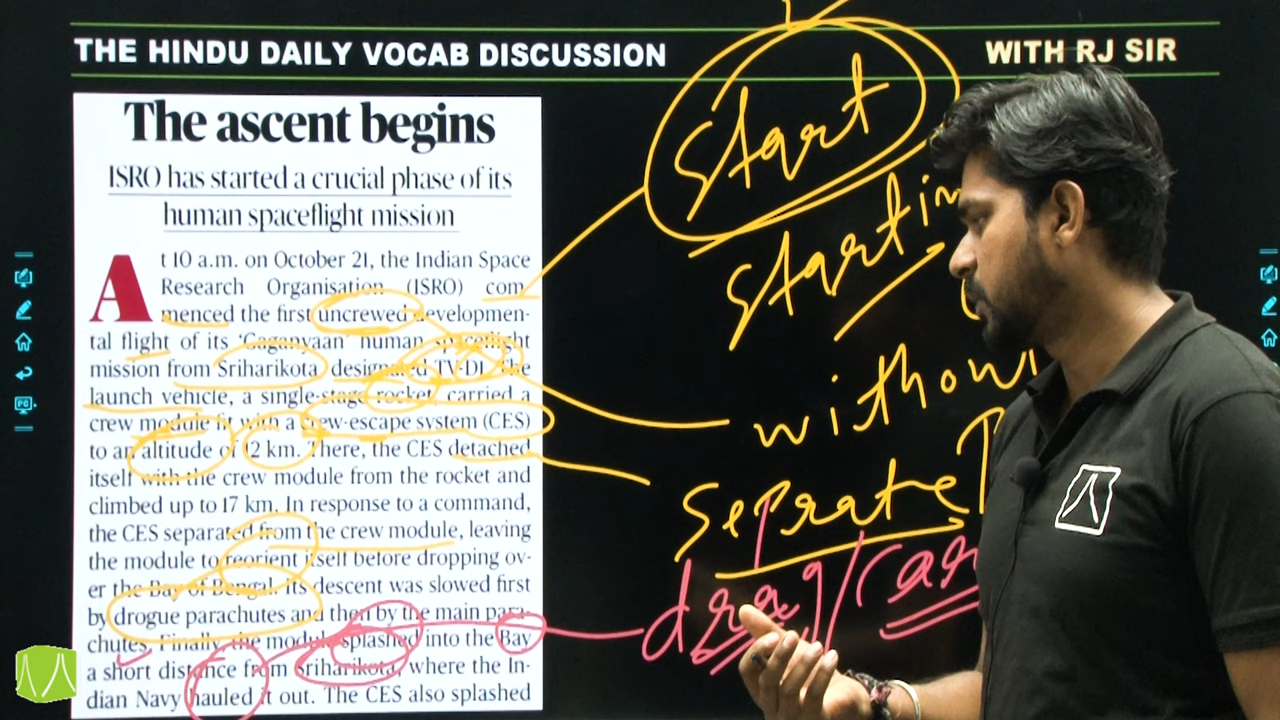 THE HINDU DAILY VOCAB DISCUSSION
WITH RJ SIR
The ascent begins
ISRO has started a crucial phase of its
human spaceflight mission
At 10 a.m. on October 21, the Indian Space
Research Organisation (ISRO) com
menced the first uncrewed developmen-
tal flight of its 'Gaganyaan' human spaceflight
mission from Sriharikota designated TV-D1. The
launch vehicle, a single-stage rocket, carried a
crew module fit with a crew-escape system (CES)
to an altitude of 12 km. There, the CES detached
itself with the crew module from the rocket and
climbed up to 17 km. In response to a command,
the CES separated from the crew module, leaving
the module to reorient itself before dropping ov-
er the Bay of Bengal. Its descent was slowed first
by drogue parachutes and then by the main para-
chutes. Finally, the module splashed into the Bay
a short distance from Sriharikota, where the In-
dian Navy hauled it out. The CES also splashed
start
startin
withou
seprate
drag/car
PC